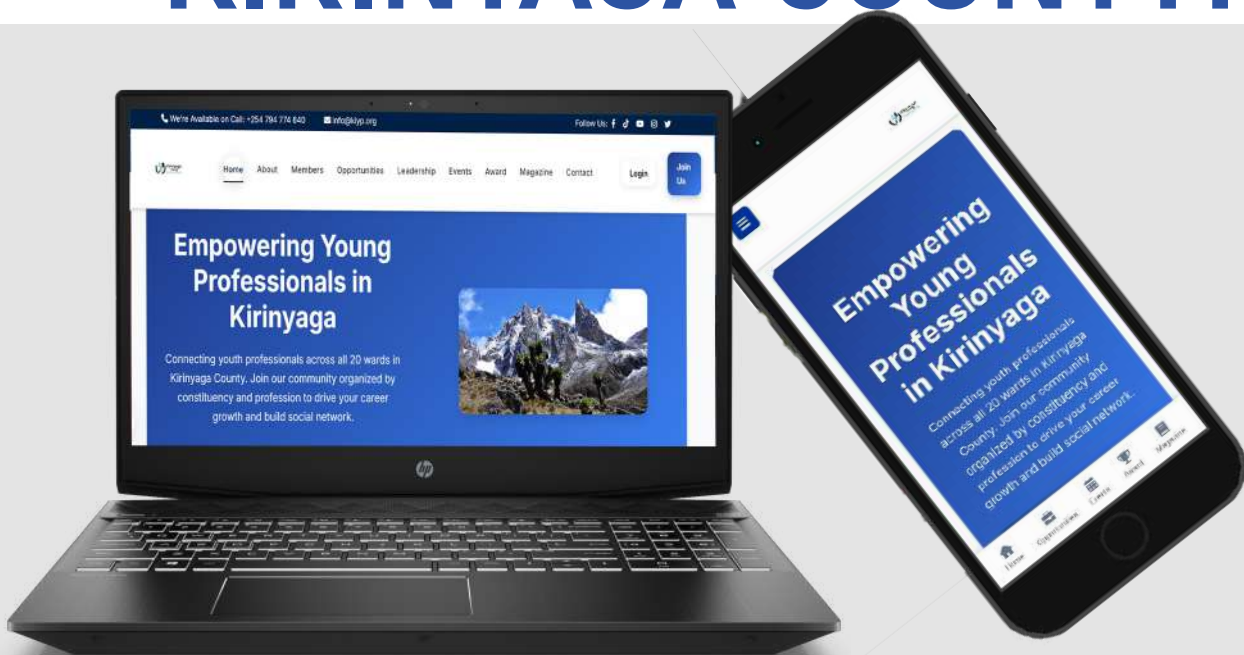 KIRINYAGA COUNTY
We're Available on Call: +254 794 774 640 info@kiyp.org Follow Us:
Home About Members Opportunities Leadership Events Award Magazine Contact Login Join Us
Empowering Young
Professionals in
Kirinyaga
Connecting youth professionals across all 20 wards in
Kirinyaga County. Join our community organized by
constituency and profession to drive your career
growth and build social network.
hp
Empowering
Young
Professionals
in Kirinyaga
Connecting youth professionals
across all 20 wards in Kirinyaga
County. Join our community
organized by constituency and
profession to drive your career
growth and build social network.
Home Opportunities Events Award Magazine